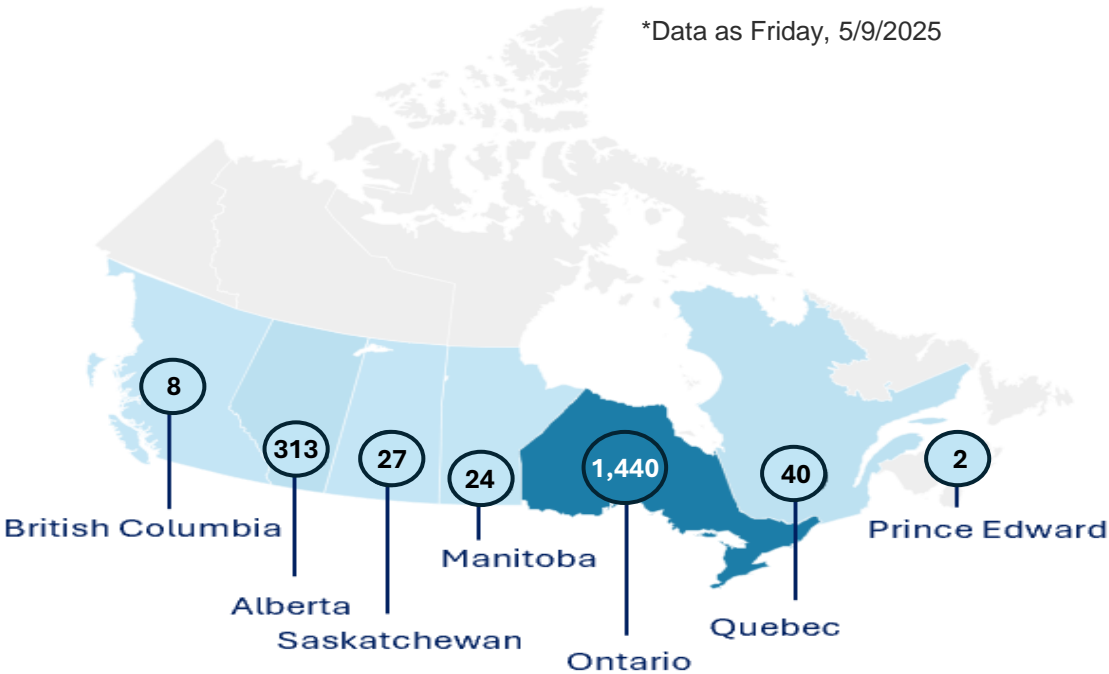 *Data as Friday, 5/9/2025
8
313
27
24
1,440
40
2
British Columbia
Prince Edward
Manitoba
Alberta
Quebec
Saskatchewan
Ontario